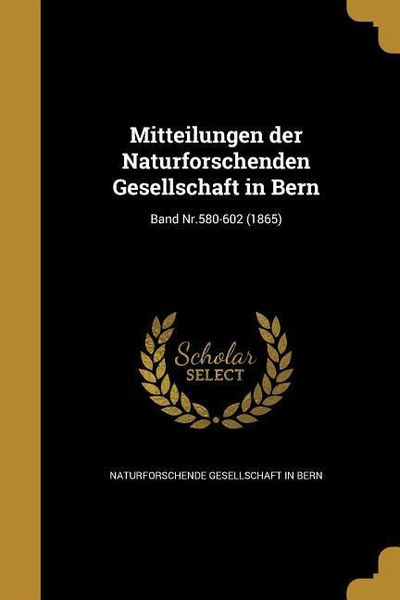 Mitteilungen der
Naturforschenden
Gesellschaft in Bern
Band Nr.580-602 (1865)
Scholar
SELECT
NATURFORSCHENDE GESELLSCHAFT IN BERN